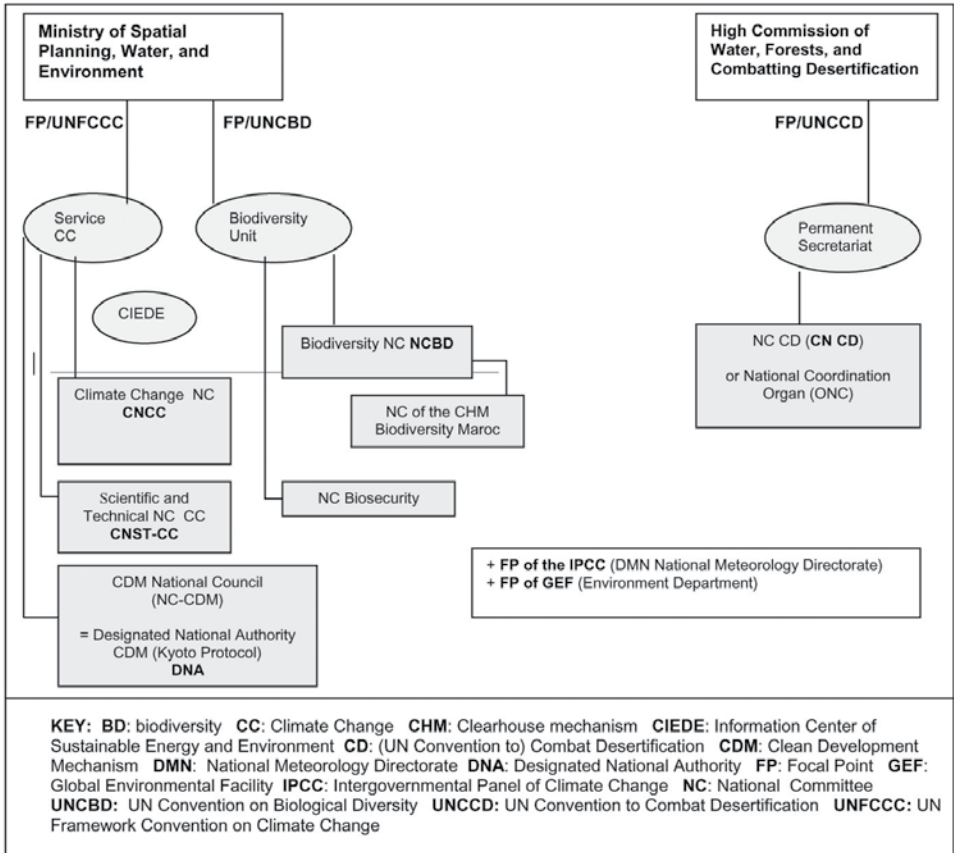 Ministry of Spatial
Planning, Water, and
Environment
High Commission of
Water, Forests, and
Combatting Desertification
FP/UNFCCC
FP/UNCBD
FP/UNCCD
Service
CC
Biodiversity
Unit
Permanent
Secretariat
CIEDE
Biodiversity NC NCBD
NC CD (CN CD)
or National Coordination
Organ (ONC)
Climate Change NC
CNCC
NC of the CHM
Biodiversity Maroc
Scientific and
Technical NC CC
CNST-CC
NC Biosecurity
+ FP of the IPCC (DMN National Meteorology Directorate)
+ FP of GEF (Environment Department)
CDM National Council
(NC-CDM)
= Designated National Authority
CDM (Kyoto Protocol)
DNA
KEY: BD: biodiversity CC: Climate Change CHM: Clearhouse mechanism CIEDE: Information Center of
Sustainable Energy and Environment CD: (UN Convention to) Combat Desertification CDM: Clean Development
Mechanism DMN: National Meteorology Directorate DNA: Designated National Authority FP: Focal Point GEF:
Global Environmental Facility IPCC: Intergovernmental Panel of Climate Change NC: National Committee
UNCBD: UN Convention on Biological Diversity UNCCD: UN Convention to Combat Desertification UNFCCC: UN
Framework Convention on Climate Change